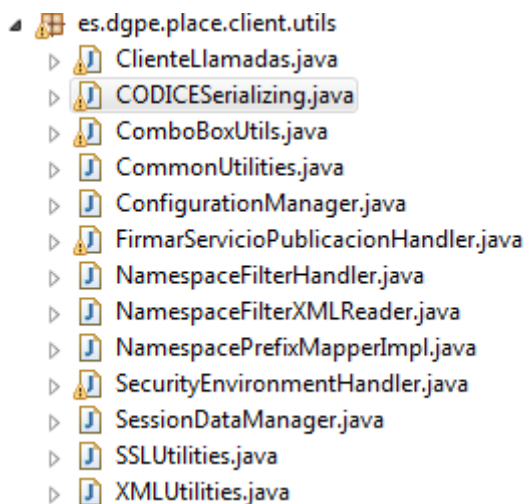 es.dgpe.place.client.utils
ClienteLlamadas.java
CODICESerializing.java
ComboBoxUtils.java
CommonUtilities.java
ConfigurationManager.java
FirmarServicioPublicacionHandler.java
NamespaceFilterHandler.java
NamespaceFilterXMLReader.java
NamespacePrefixMapperImpl.java
SecurityEnvironmentHandler.java
SessionDataManager.java
SSLUtilities.java
XMLUtilities.java